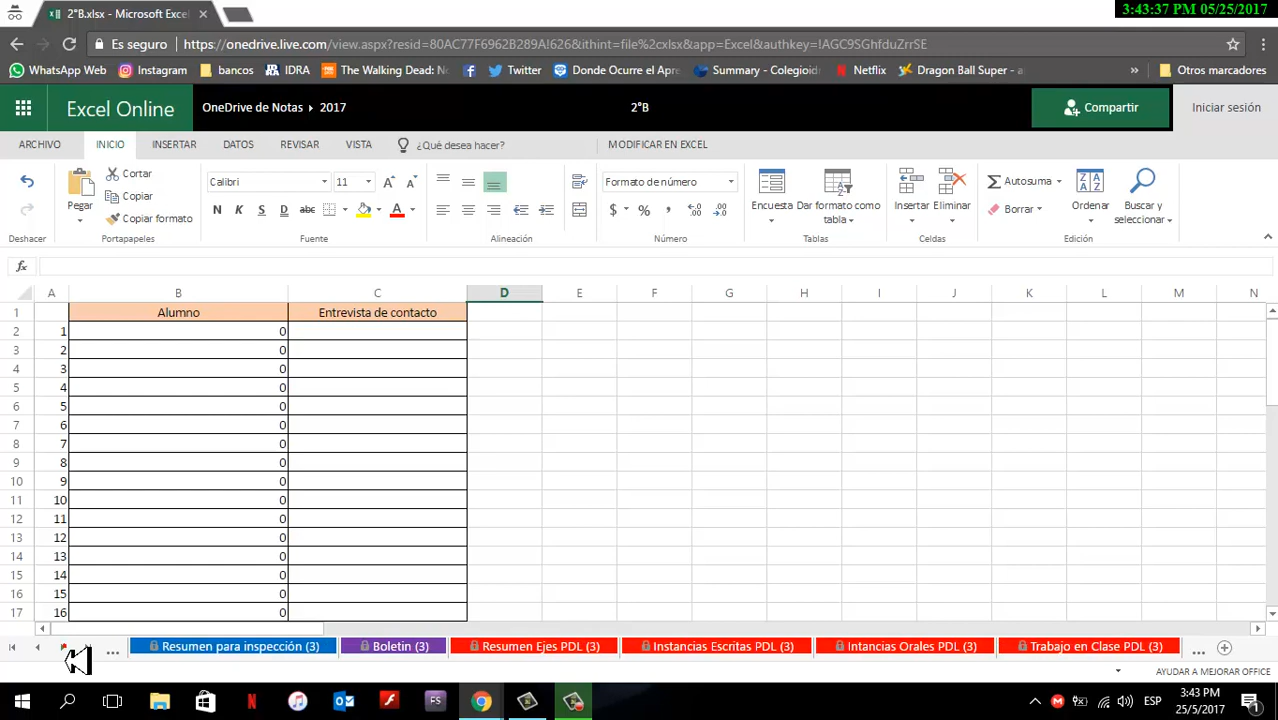 2°B.xlsx - Microsoft Excel
3:43:37 PM 05/25/2017
Es seguro https://onedrive.live.com/view.aspx?resid=80AC77F6962B289A!626&ithint=file%2cxlsx&app=Excel&authkey=!AGC9SGhfduZrrSE
WhatsApp Web Instagram bancos IDRA The Walking Dead: N Twitter Donde Ocurre el Apre Summary - Colegioid Netflix Dragon Ball Super - a » Otros marcadores
Excel Online OneDrive de Notas 2017 2°B Compartir Iniciar sesión
ARCHIVO INICIO INSERTAR DATOS REVISAR VISTA ¿Qué desea hacer? MODIFICAR EN EXCEL
Pegar Cortar Copiar Copiar formato
Calibri 11 Formato de número
N K S D abc A $ %
Encuesta Dar formato como tabla Insertar Eliminar
Autosuma Borrar Ordenar Buscar y seleccionar
Deshacer Portapapeles Fuente Alineación Número Tablas Celdas Edición
fx
A B C D E F G H I J K L M N
1 Alumno Entrevista de contacto
2 1 0
3 2 0
4 3 0
5 4 0
6 5 0
7 6 0
8 7 0
9 8 0
10 9 0
11 10 0
12 11 0
13 12 0
14 13 0
15 14 0
16 15 0
17 16 0
... Resumen para inspección (3) Boletin (3) Resumen Ejes PDL (3) Instancias Escritas PDL (3) Intancias Orales PDL (3) Trabajo en Clase PDL (3) ...
AYUDAR A MEJORAR OFFICE
FS ESP 3:43 PM
25/5/2017 1